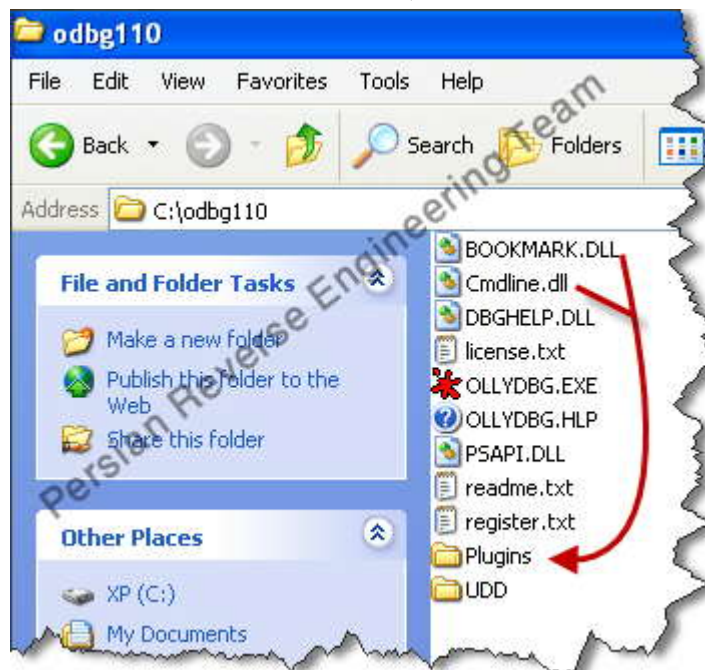 odbg110
File Edit View Favorites Tools Help
Back Search Folders
Address C:\odbg110
File and Folder Tasks
Make a new folder
Publish this folder to the
Web
Share this folder
Other Places
XP (C:)
My Documents
BOOKMARK.DLL
Cmdline.dll
DBGHELP.DLL
license.txt
OLLYDBG.EXE
OLLYDBG.HLP
PSAPI.DLL
readme.txt
register.txt
Plugins
UDD
Persian Reverse Engineering Team